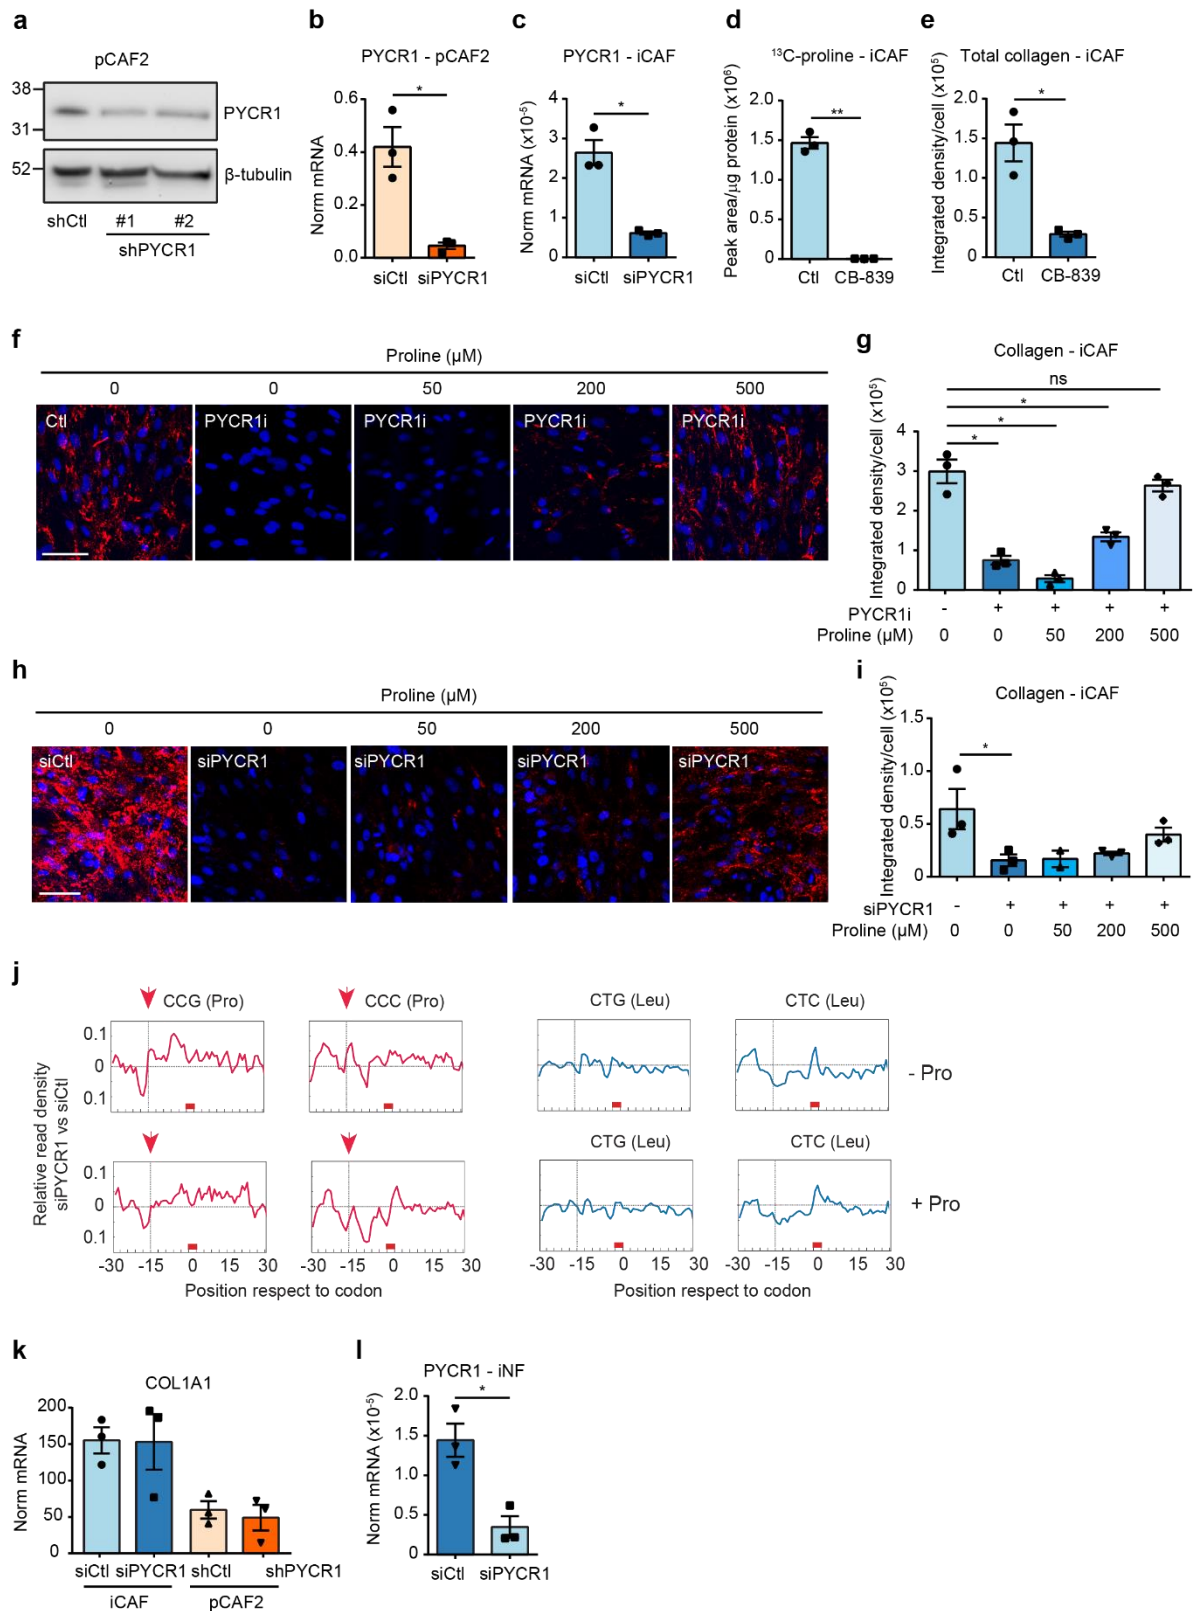 a
pCAF2
38
31
PYCR1
52
β-tubulin
shCtl #1 #2
shPYCR1
b
PYCR1 - pCAF2
*
Norm mRNA
0.6
0.4
0.2
0.0
siCtl siPYCR1
c
PYCR1 - iCAF
*
Norm mRNA (x10⁻⁵)
4
3
2
1
0
siCtl siPYCR1
d
¹³C-proline - iCAF
**
Peak area/µg protein (x10⁶)
2.0
1.5
1.0
0.5
0
Ctl CB-839
e
Total collagen - iCAF
*
Integrated density/cell (x10⁵)
2.0
1.5
1.0
0.5
0
Ctl CB-839
f
Proline (µM)
0 0 50 200 500
Ctl PYCR1i PYCR1i PYCR1i PYCR1i
g
Collagen - iCAF
ns
*
*
*
Integrated density/cell (x10⁵)
4
3
2
1
0
PYCR1i - + + + +
Proline (µM) 0 0 50 200 500
h
Proline (µM)
0 0 50 200 500
siCtl siPYCR1 siPYCR1 siPYCR1 siPYCR1
i
Collagen - iCAF
*
Integrated density/cell (x10⁵)
1.5
1.0
0.5
0
siPYCR1 - + + + +
Proline (µM) 0 0 50 200 500
j
CCG (Pro) CCC (Pro) CTG (Leu) CTC (Leu)
0.1
0
0.1
- Pro
Relative read density
siPYCR1 vs siCtl
CTG (Leu) CTC (Leu)
0.1
0
0.1
+ Pro
-30 -15 0 15 30 -30 -15 0 15 30 -30 -15 0 15 30 -30 -15 0 15 30
Position respect to codon Position respect to codon
k
COL1A1
Norm mRNA
200
150
100
50
0
siCtl siPYCR1 shCtl shPYCR1
iCAF pCAF2
l
PYCR1 - iNF
*
Norm mRNA (x10⁻⁵)
2.0
1.5
1.0
0.5
0
siCtl siPYCR1